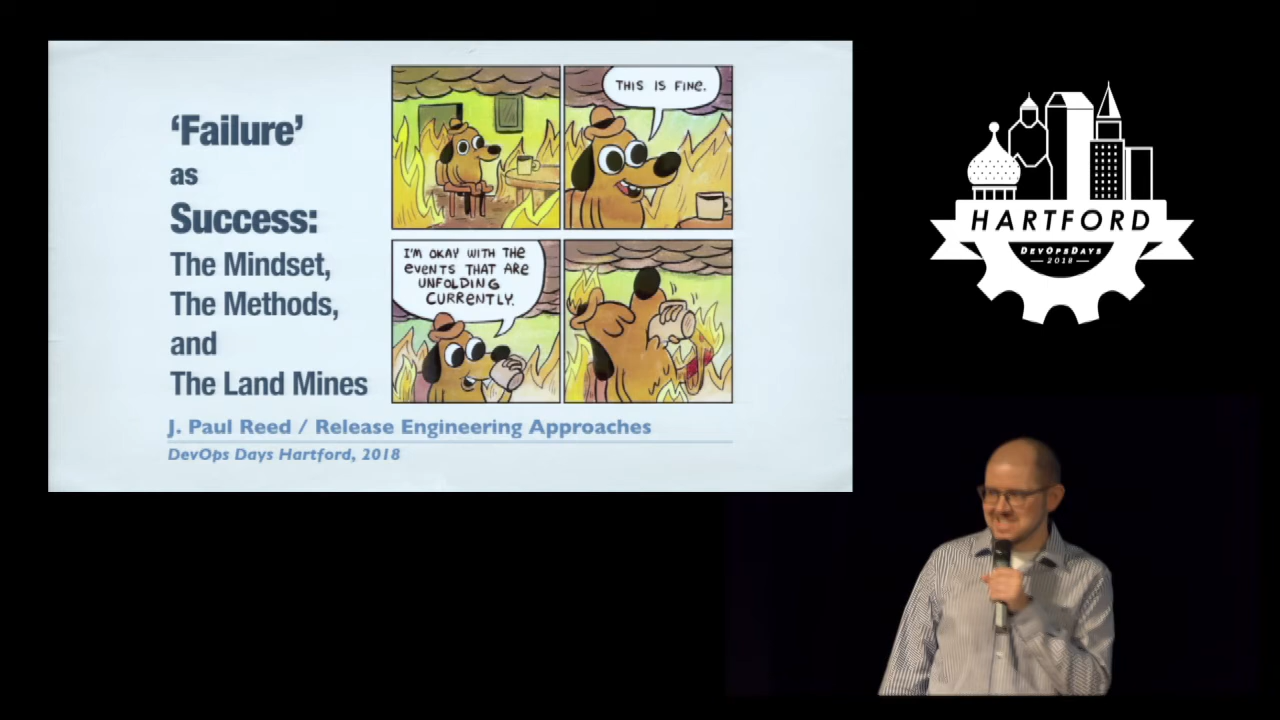 ‘Failure’
as
Success:
The Mindset,
The Methods,
and
The Land Mines
THIS IS FINE.
I'M OKAY WITH THE
EVENTS THAT ARE
UNFOLDING
CURRENTLY.
J. Paul Reed / Release Engineering Approaches
DevOps Days Hartford, 2018
HARTFORD
DEVOPSDAYS
2018